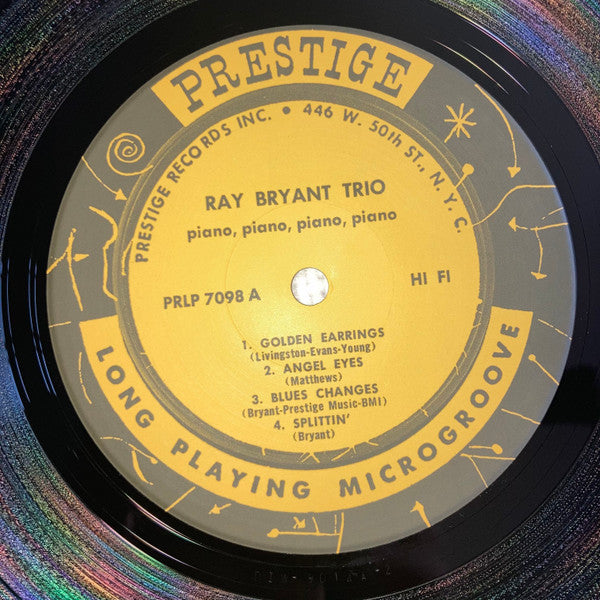 PRESTIGE
PRESTIGE RECORDS INC. • 446 W. 50th ST., N. Y. C.
RAY BRYANT TRIO
piano, piano, piano, piano
PRLP 7098 A
HI FI
1. GOLDEN EARRINGS
(Livingston-Evans-Young)
2. ANGEL EYES
(Matthews)
3. BLUES CHANGES
(Bryant-Prestige Music-BMI)
4. SPLITTIN'
(Bryant)
LONG PLAYING MICROGROOVE